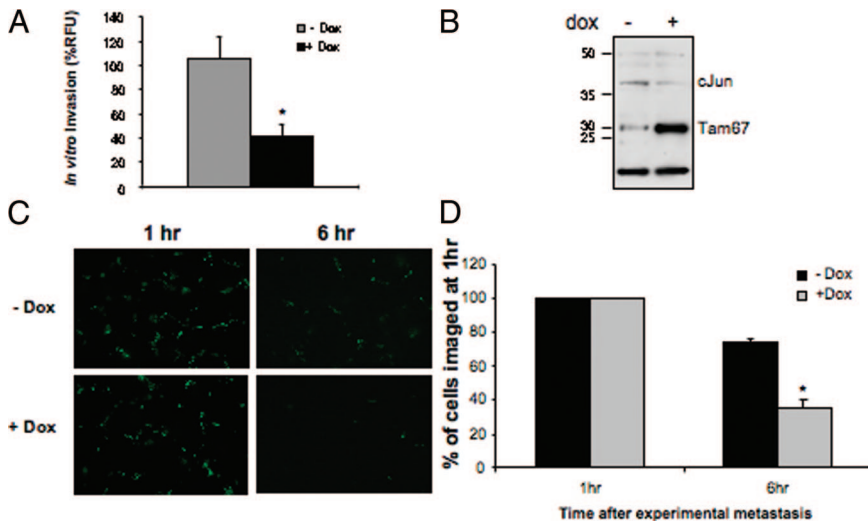 A
In vitro Invasion (%RFU)
140
120
100
80
60
40
20
0
- Dox
+ Dox
*
B
dox - +
50
35
30
25
cJun
Tam67
C
1 hr 6 hr
- Dox
+ Dox
D
% of cells imaged at 1hr
120
100
80
60
40
20
0
- Dox
+Dox
*
1hr 6hr
Time after experimental metastasis